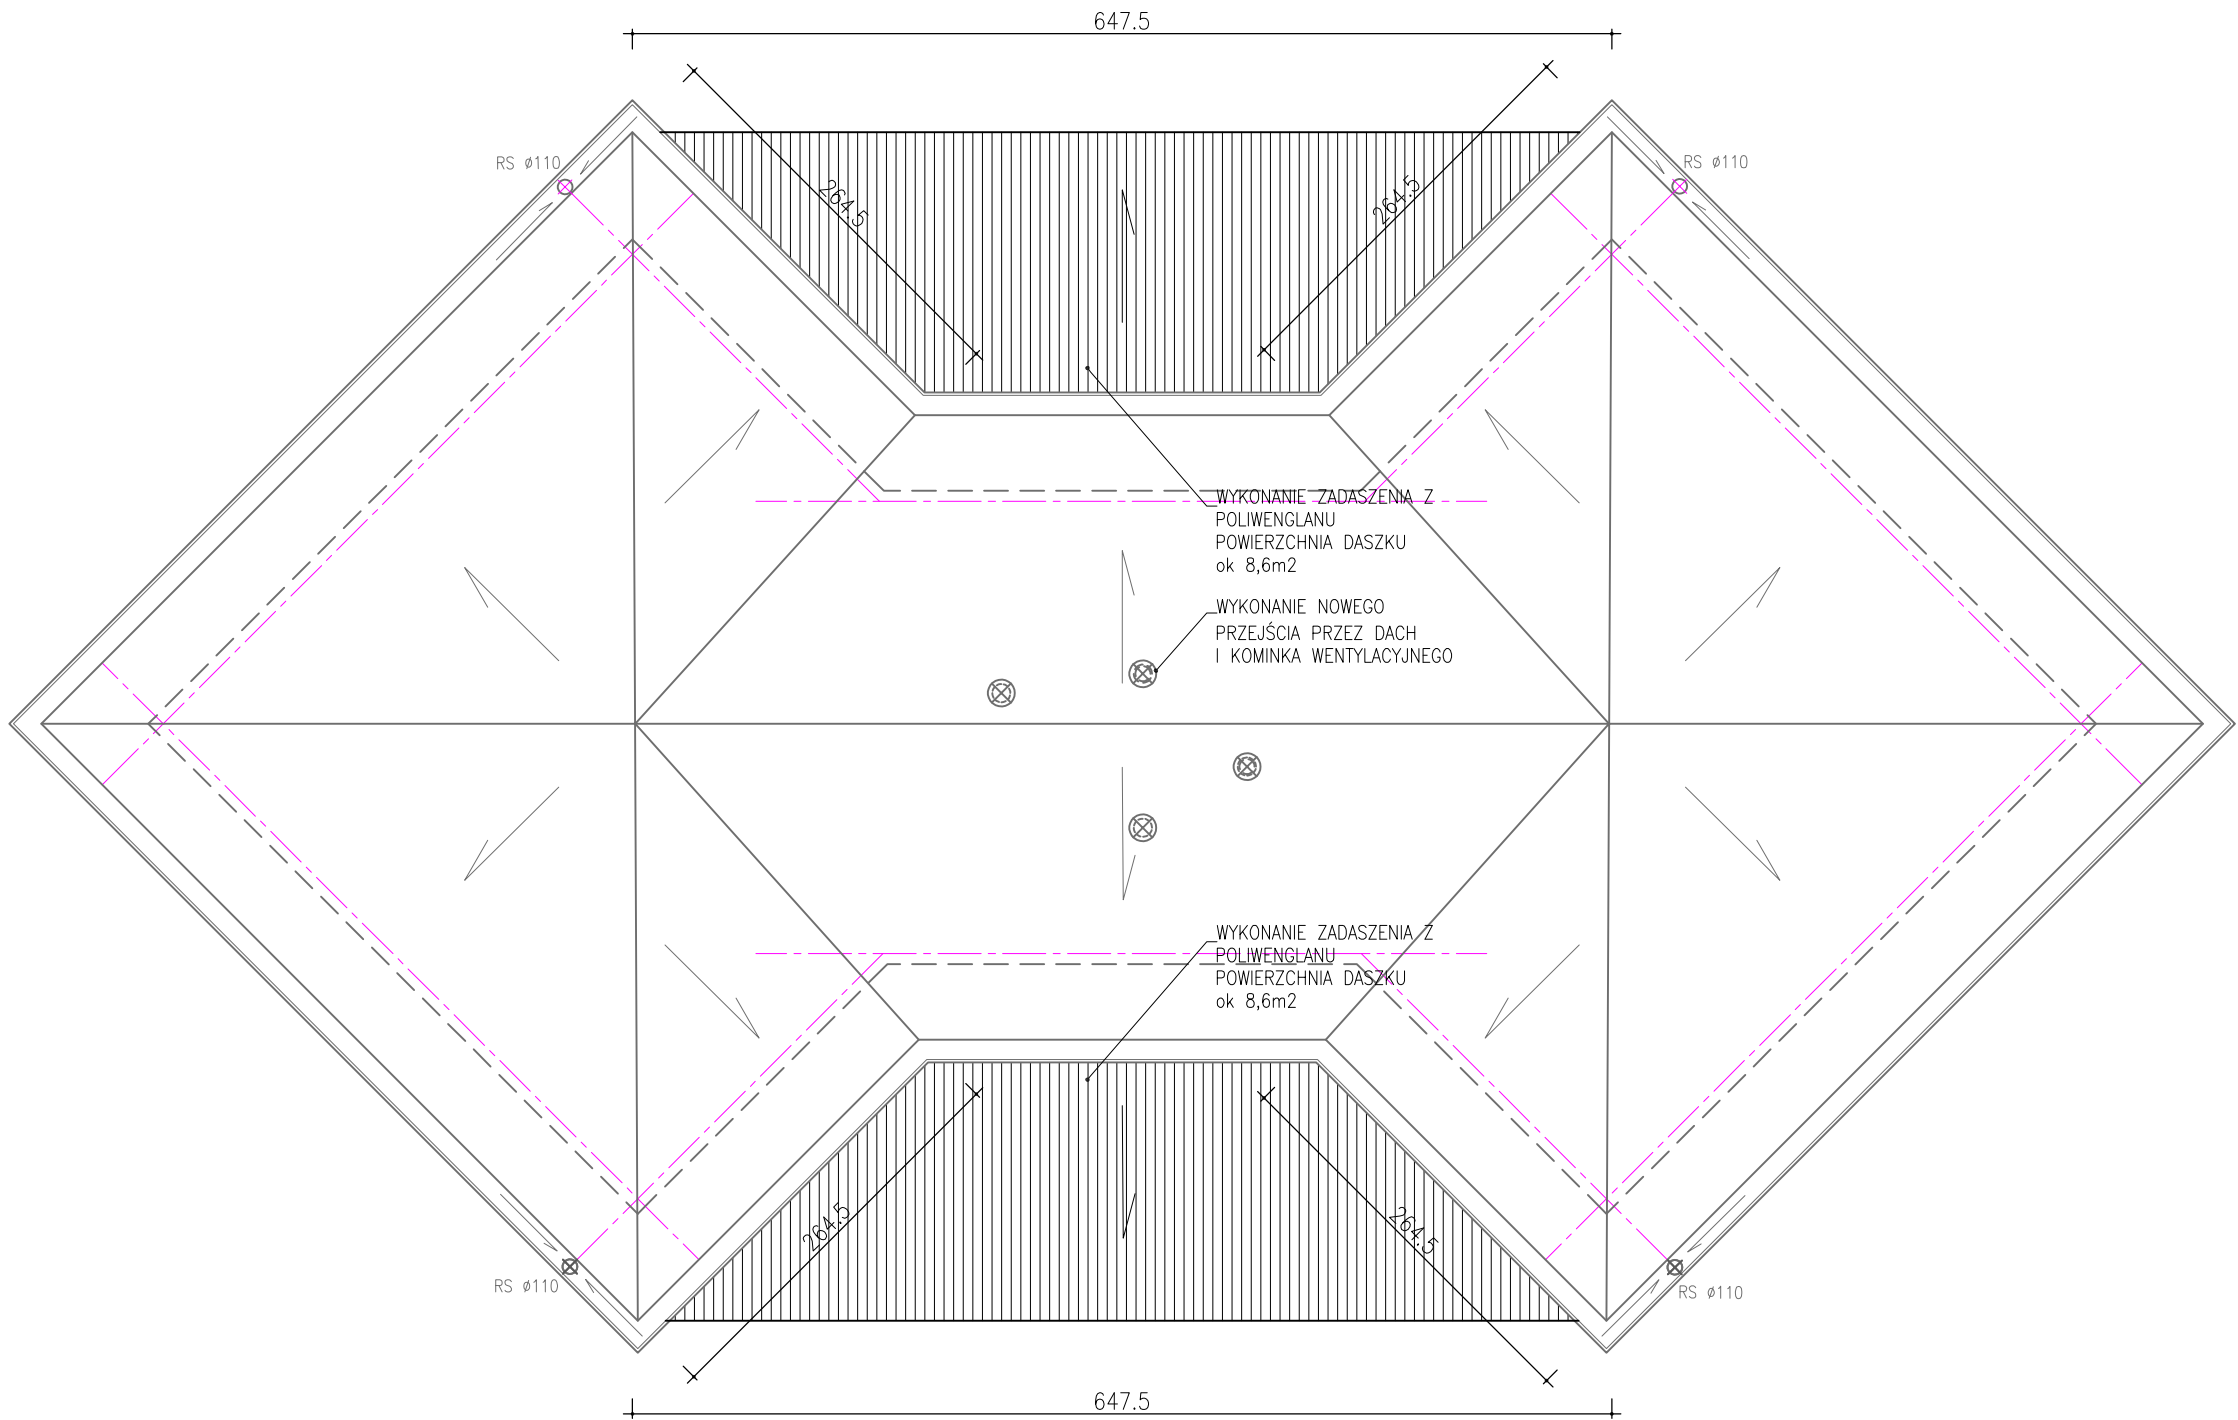 647.5
RS ø110
RS ø110
264.5
264.5
WYKONANIE ZADASZENIA Z
POLIWENGLANU
POWIERZCHNIA DASZKU
ok 8,6m2
WYKONANIE NOWEGO
PRZEJŚCIA PRZEZ DACH
I KOMINKA WENTYLACYJNEGO
WYKONANIE ZADASZENIA Z
POLIWENGLANU
POWIERZCHNIA DASZKU
ok 8,6m2
264.5
264.5
RS ø110
RS ø110
647.5